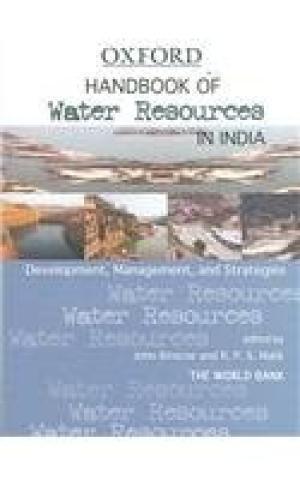 OXFORD
HANDBOOK OF
Water Resources
IN INDIA
Development, Management, and Strategies
Water Resources
Water Resources
Water Resources
edited by
John Briscoe and R. P. S. Malik
THE WORLD BANK
Water Resources
Water Resources
Water Resources